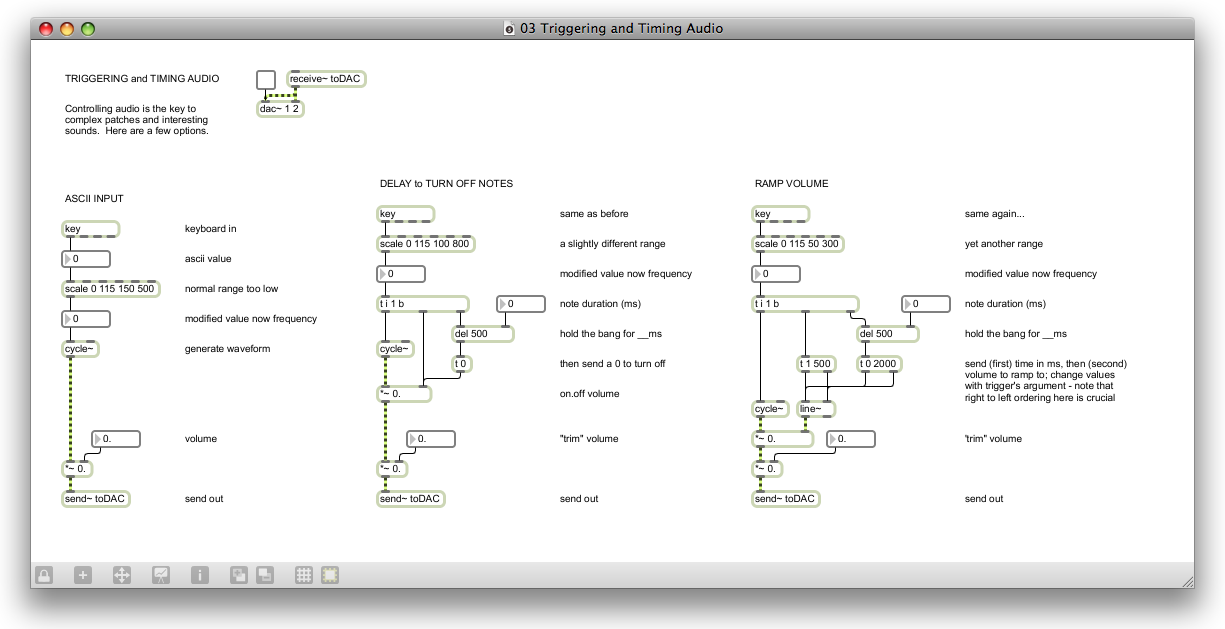 03 Triggering and Timing Audio
TRIGGERING and TIMING AUDIO
receive~ toDAC
dac~ 1 2
Controlling audio is the key to
complex patches and interesting
sounds.  Here are a few options.
ASCII INPUT
key
keyboard in
0
ascii value
scale 0 115 150 500
normal range too low
0
modified value now frequency
cycle~
generate waveform
0.
volume
*~ 0.
send~ toDAC
send out
DELAY to TURN OFF NOTES
key
same as before
scale 0 115 100 800
a slightly different range
0
modified value now frequency
t i 1 b
0
note duration (ms)
del 500
hold the bang for __ms
cycle~
t 0
then send a 0 to turn off
*~ 0.
on.off volume
0.
"trim" volume
*~ 0.
send~ toDAC
send out
RAMP VOLUME
key
same again...
scale 0 115 50 300
yet another range
0
modified value now frequency
t i 1 b
0
note duration (ms)
del 500
hold the bang for __ms
t 1 500
t 0 2000
send (first) time in ms, then (second)
volume to ramp to; change values
with trigger's argument - note that
right to left ordering here is crucial
cycle~
line~
*~ 0.
0.
'trim" volume
*~ 0.
send~ toDAC
send out